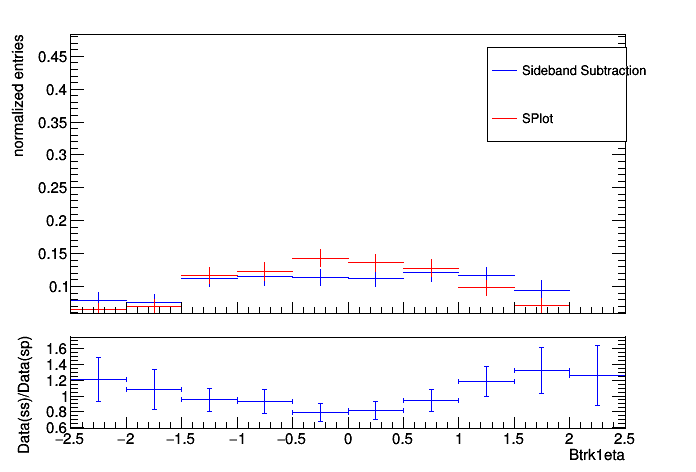 normalized entries
0.45
0.4
0.35
0.3
0.25
0.2
0.15
0.1
Sideband Subtraction
SPlot
Data(ss)/Data(sp)
1.6
1.4
1.2
1
0.8
0.6
−2.5 −2 −1.5 −1 −0.5 0 0.5 1 1.5 2 2.5
Btrk1eta